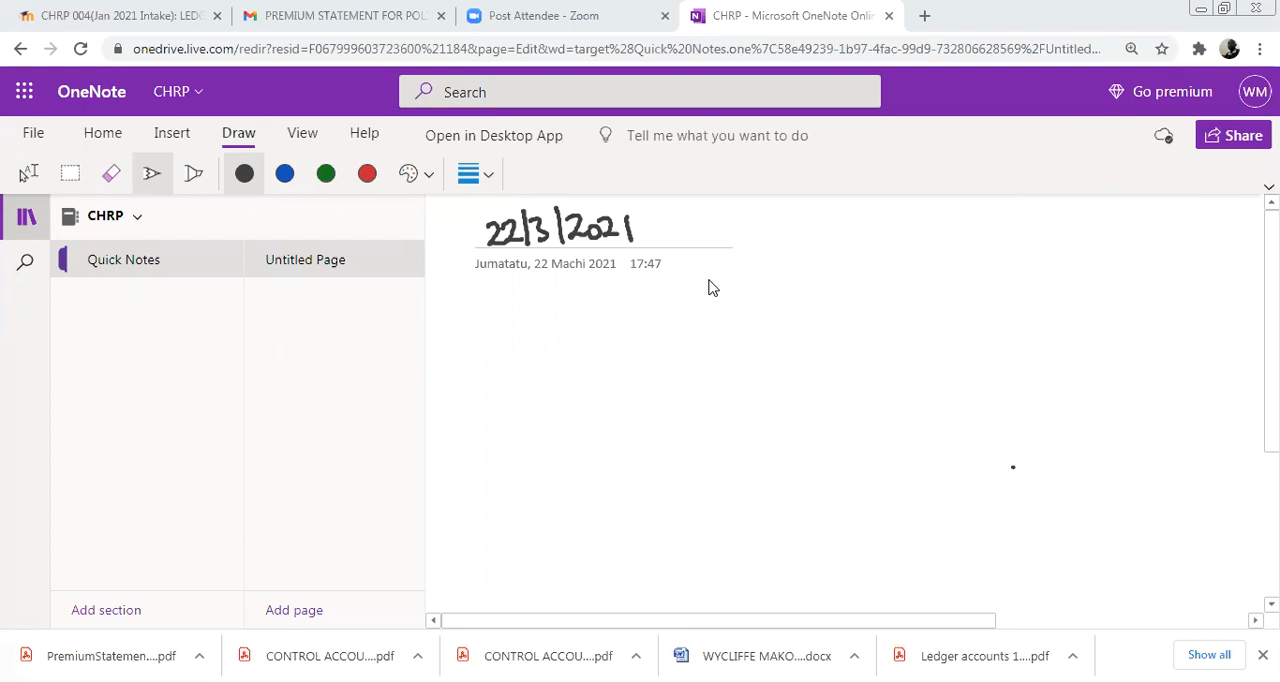 CHRP 004(Jan 2021 Intake): LEDG
PREMIUM STATEMENT FOR POL
Post Attendee - Zoom
CHRP - Microsoft OneNote Onlin
onedrive.live.com/redir?resid=F067999603723600%21184&page=Edit&wd=target%28Quick%20Notes.one%7C58e49239-1b97-4fac-99d9-732806628569%2FUntitled...
OneNote
CHRP
Search
Go premium
WM
File
Home
Insert
Draw
View
Help
Open in Desktop App
Tell me what you want to do
Share
CHRP
22/3/2021
Quick Notes
Untitled Page
Jumatatu, 22 Machi 2021 17:47
Add section
Add page
PremiumStatemen....pdf
CONTROL ACCOU....pdf
CONTROL ACCOU....pdf
WYCLIFFE MAKO....docx
Ledger accounts 1....pdf
Show all